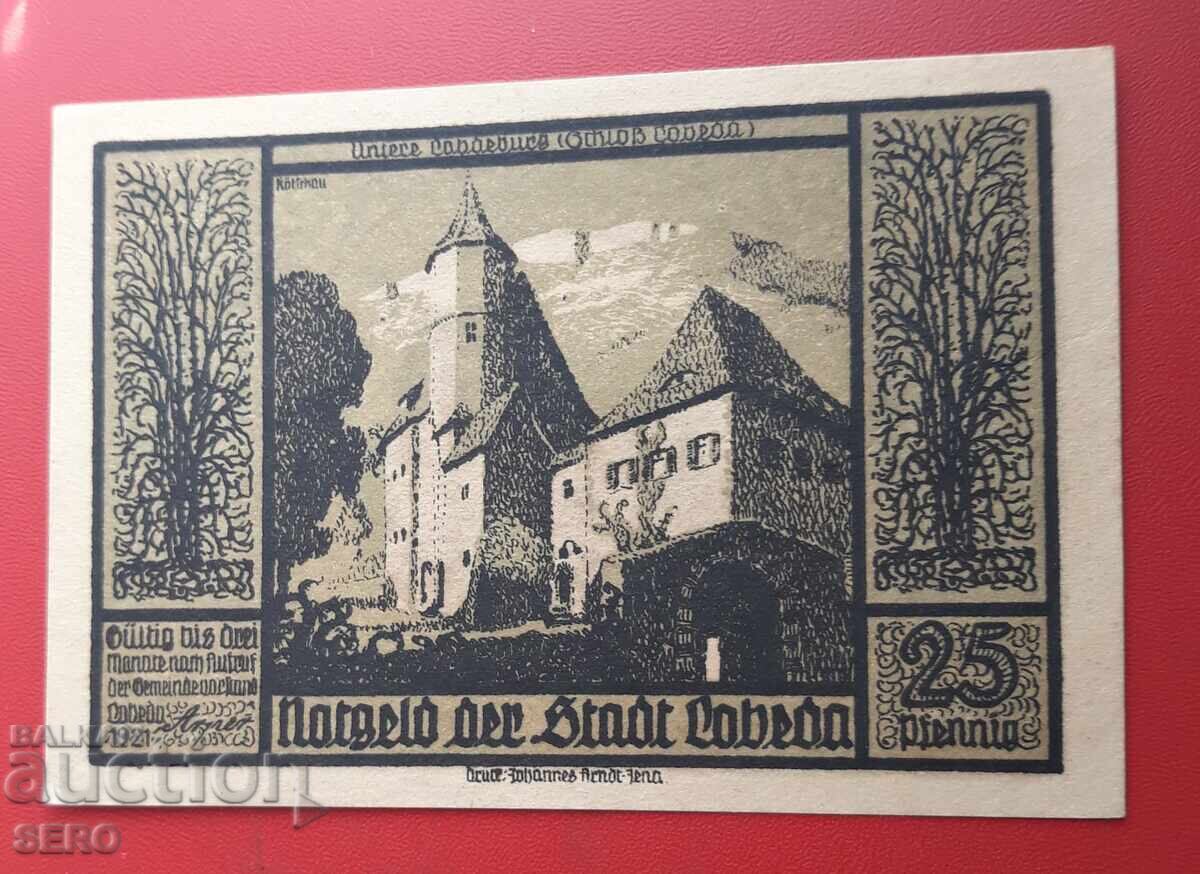 Untere Lobdeburg (Schloß Lobeda)
Kötschau
Gültig bis drei
Monate nach Aufruf
der Gemeindevorstand
Lobeda
1921
Notgeld der Stadt Lobeda
25
Pfennig
Druck: Johannes Arndt-Jena
BALKAN
auction
SERO